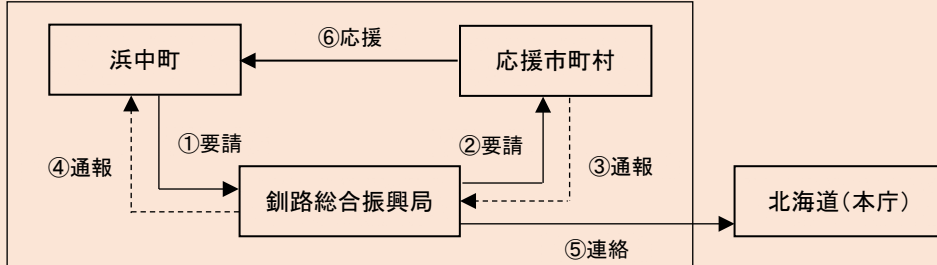 ⑥応援
浜中町
応援市町村
①要請
②要請
④通報
③通報
釧路総合振興局
北海道（本庁）
⑤連絡